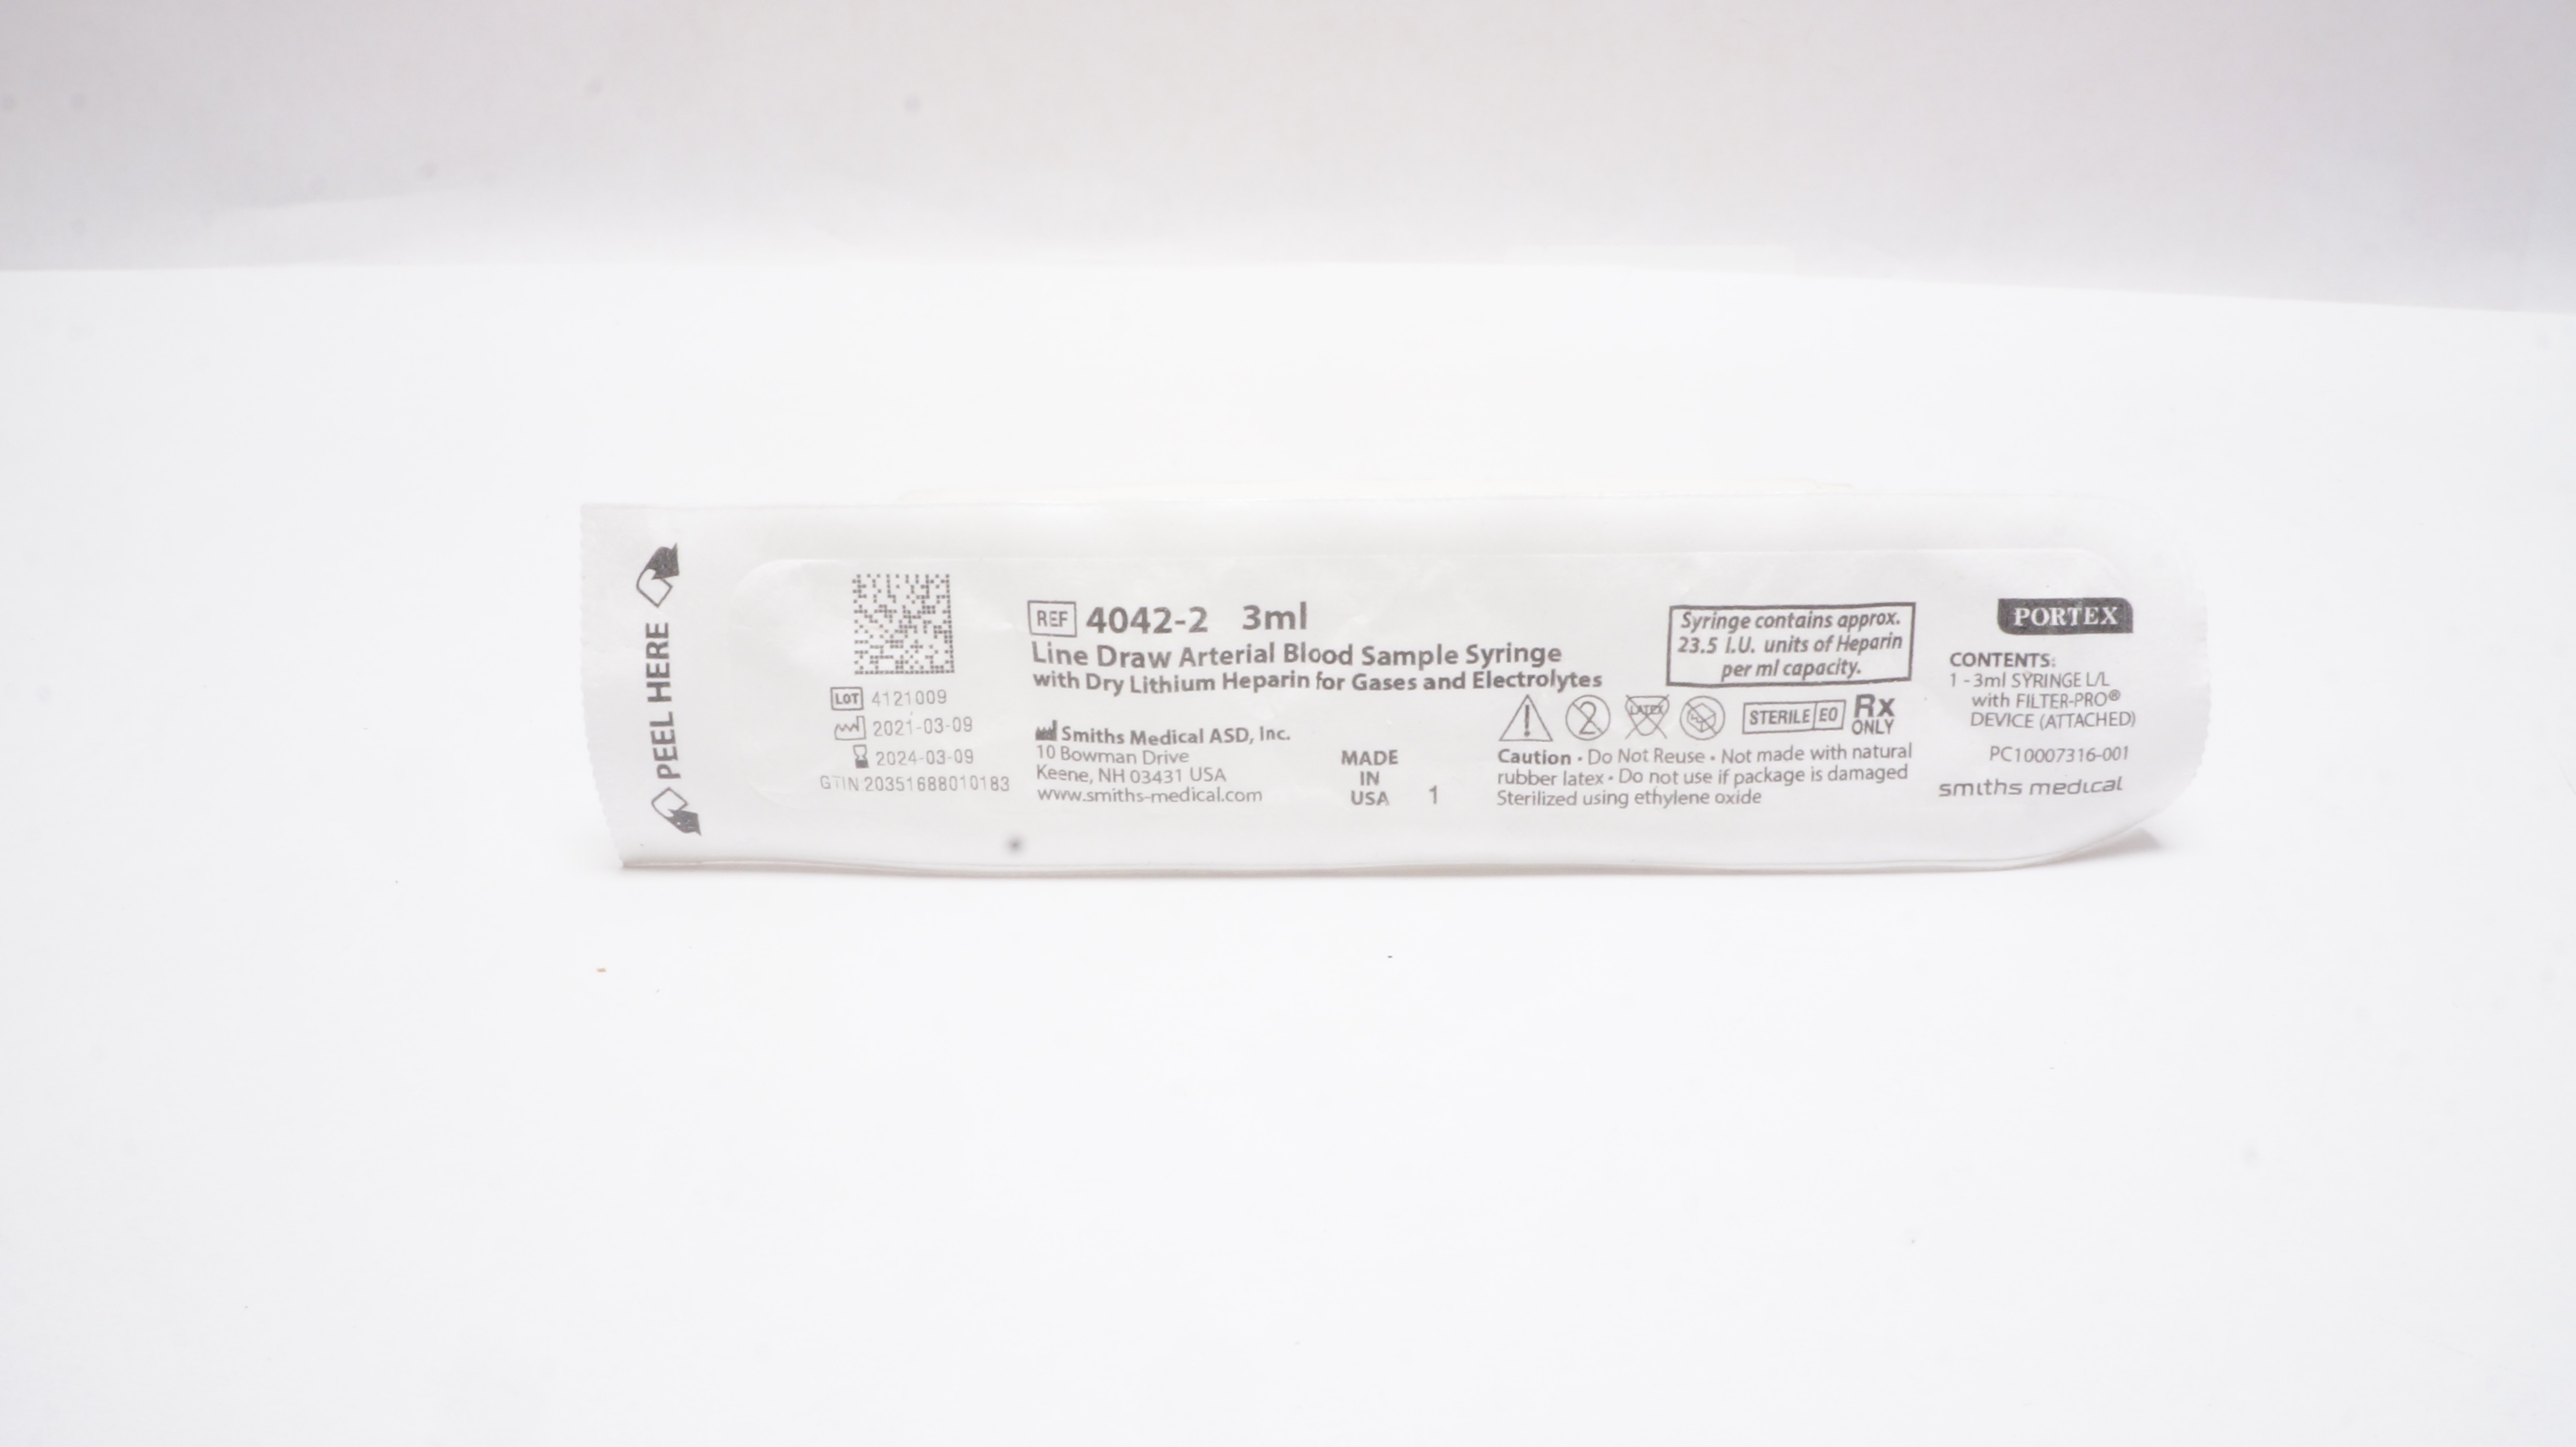 PEEL HERE
LOT 4121009
2021-03-09
2024-03-09
GTIN 20351688010183
REF 4042-2 3ml
Line Draw Arterial Blood Sample Syringe
with Dry Lithium Heparin for Gases and Electrolytes
Smiths Medical ASD, Inc.
10 Bowman Drive
Keene, NH 03431 USA
www.smiths-medical.com
MADE
IN
USA 1
Syringe contains approx.
23.5 I.U. units of Heparin
per ml capacity.
2 LATEX STERILE EO Rx
ONLY
Caution • Do Not Reuse • Not made with natural
rubber latex • Do not use if package is damaged
Sterilized using ethylene oxide
PORTEX
CONTENTS:
1 - 3ml SYRINGE L/L
with FILTER-PRO®
DEVICE (ATTACHED)
PC10007316-001
smiths medical